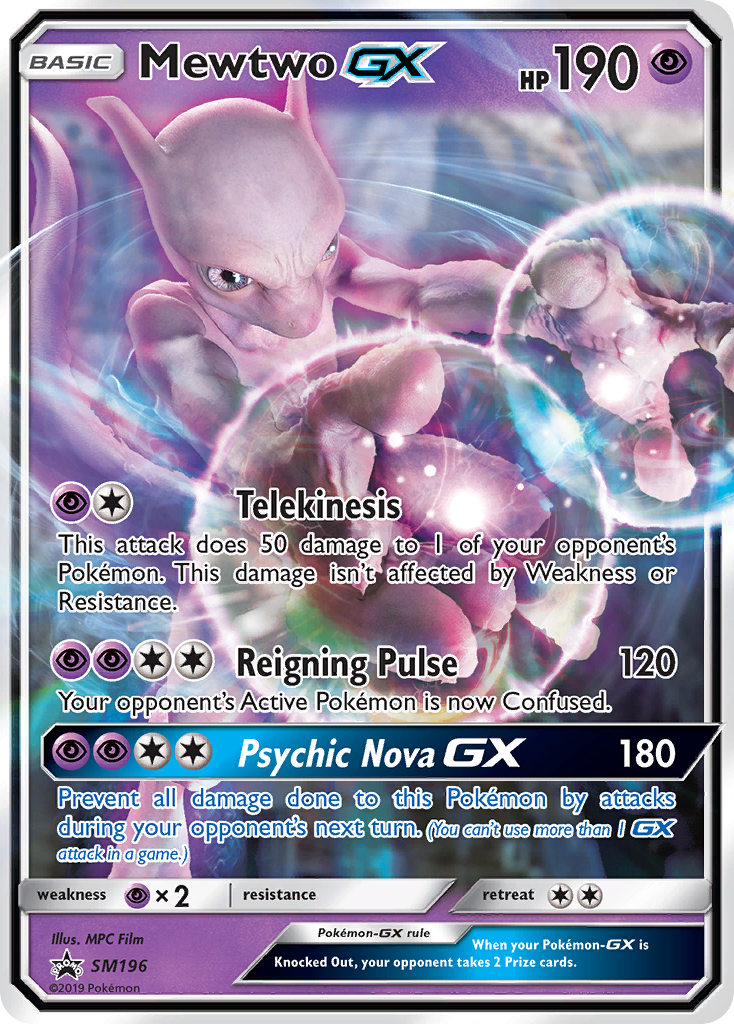 BASIC Mewtwo GX HP 190
Telekinesis
This attack does 50 damage to 1 of your opponent's
Pokémon. This damage isn't affected by Weakness or
Resistance.
Reigning Pulse 120
Your opponent's Active Pokémon is now Confused.
Psychic Nova GX 180
Prevent all damage done to this Pokémon by attacks
during your opponent's next turn. (You can't use more than 1 GX
attack in a game.)
weakness ×2 resistance retreat
Illus. MPC Film
PROMO SM196
©2019 Pokémon
Pokémon-GX rule
When your Pokémon-GX is
Knocked Out, your opponent takes 2 Prize cards.